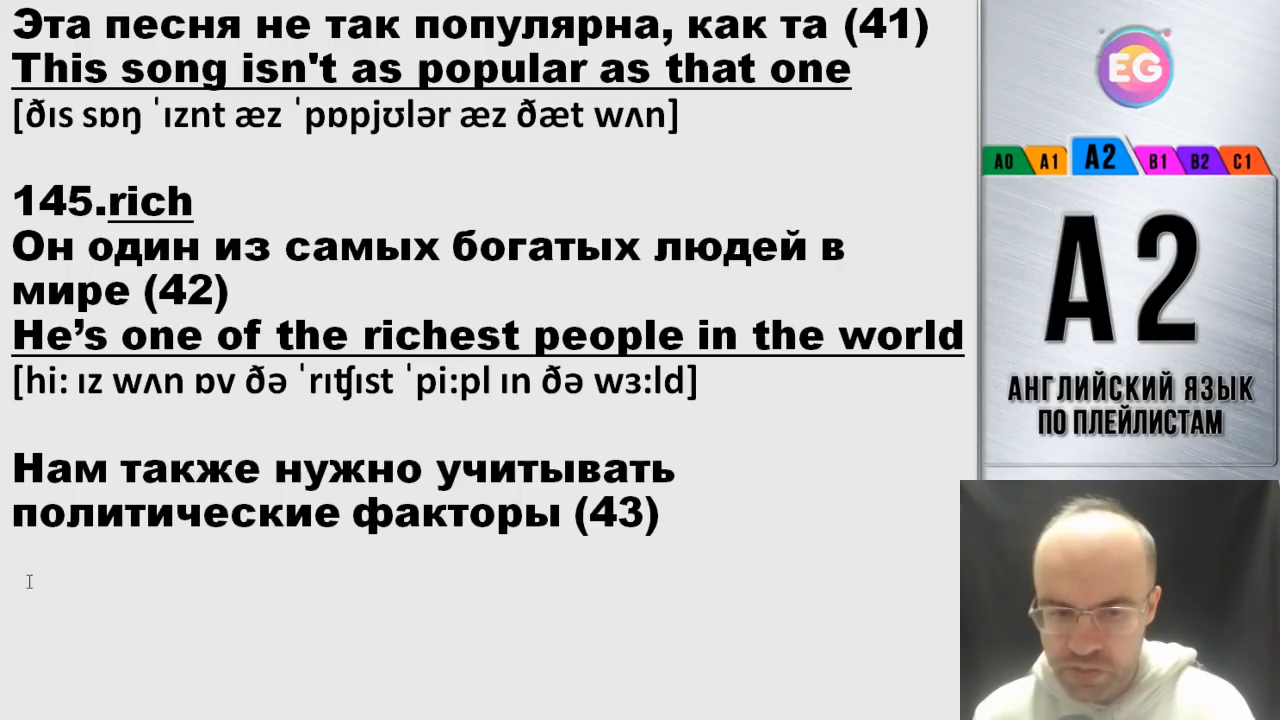 Эта песня не так популярна, как та (41)
This song isn't as popular as that one
[ðɪs sɒŋ ˈɪznt æz ˈpɒpjʊlər æz ðæt wʌn]
145.rich
Он один из самых богатых людей в
мире (42)
He’s one of the richest people in the world
[hi: ɪz wʌn ɒv ðə ˈrɪʧɪst ˈpi:pl ɪn ðə wɜ:ld]
Нам также нужно учитывать
политические факторы (43)
EG
A0 A1 A2 B1 B2 C1
A2
АНГЛИЙСКИЙ ЯЗЫК
ПО ПЛЕЙЛИСТАМ